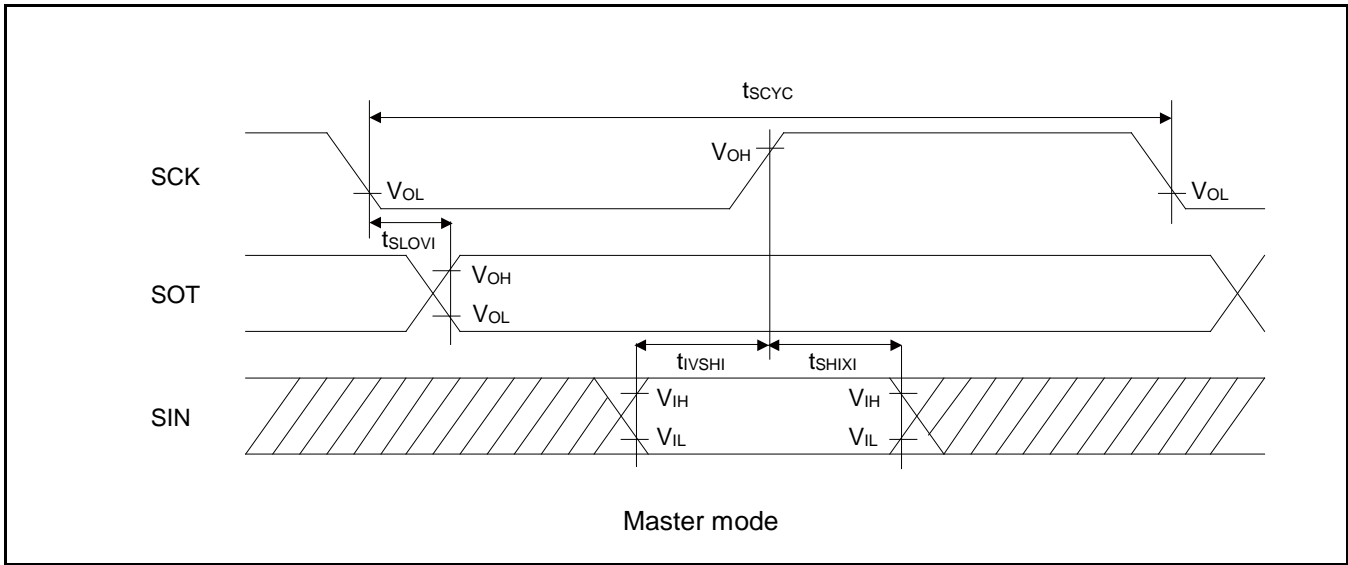 tSCYC
SCK
VOH
VOL
VOL
tSLOVI
SOT
VOH
VOL
tIVSHI
tSHIXI
SIN
VIH
VIH
VIL
VIL
Master mode